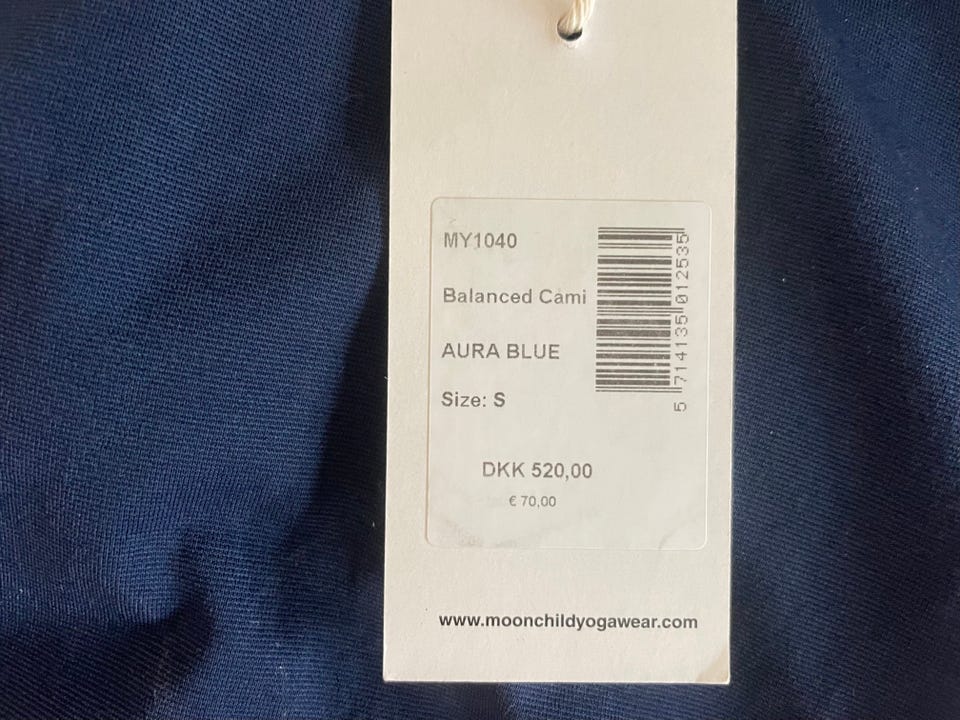 MY1040
Balanced Cami
AURA BLUE
Size: S
5 714135 012535
DKK 520,00
€ 70,00
www.moonchildyogawear.com